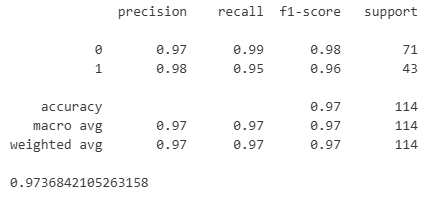 precision    recall  f1-score   support

           0       0.97      0.99      0.98        71
           1       0.98      0.95      0.96        43

    accuracy                           0.97       114
   macro avg       0.97      0.97      0.97       114
weighted avg       0.97      0.97      0.97       114

0.9736842105263158